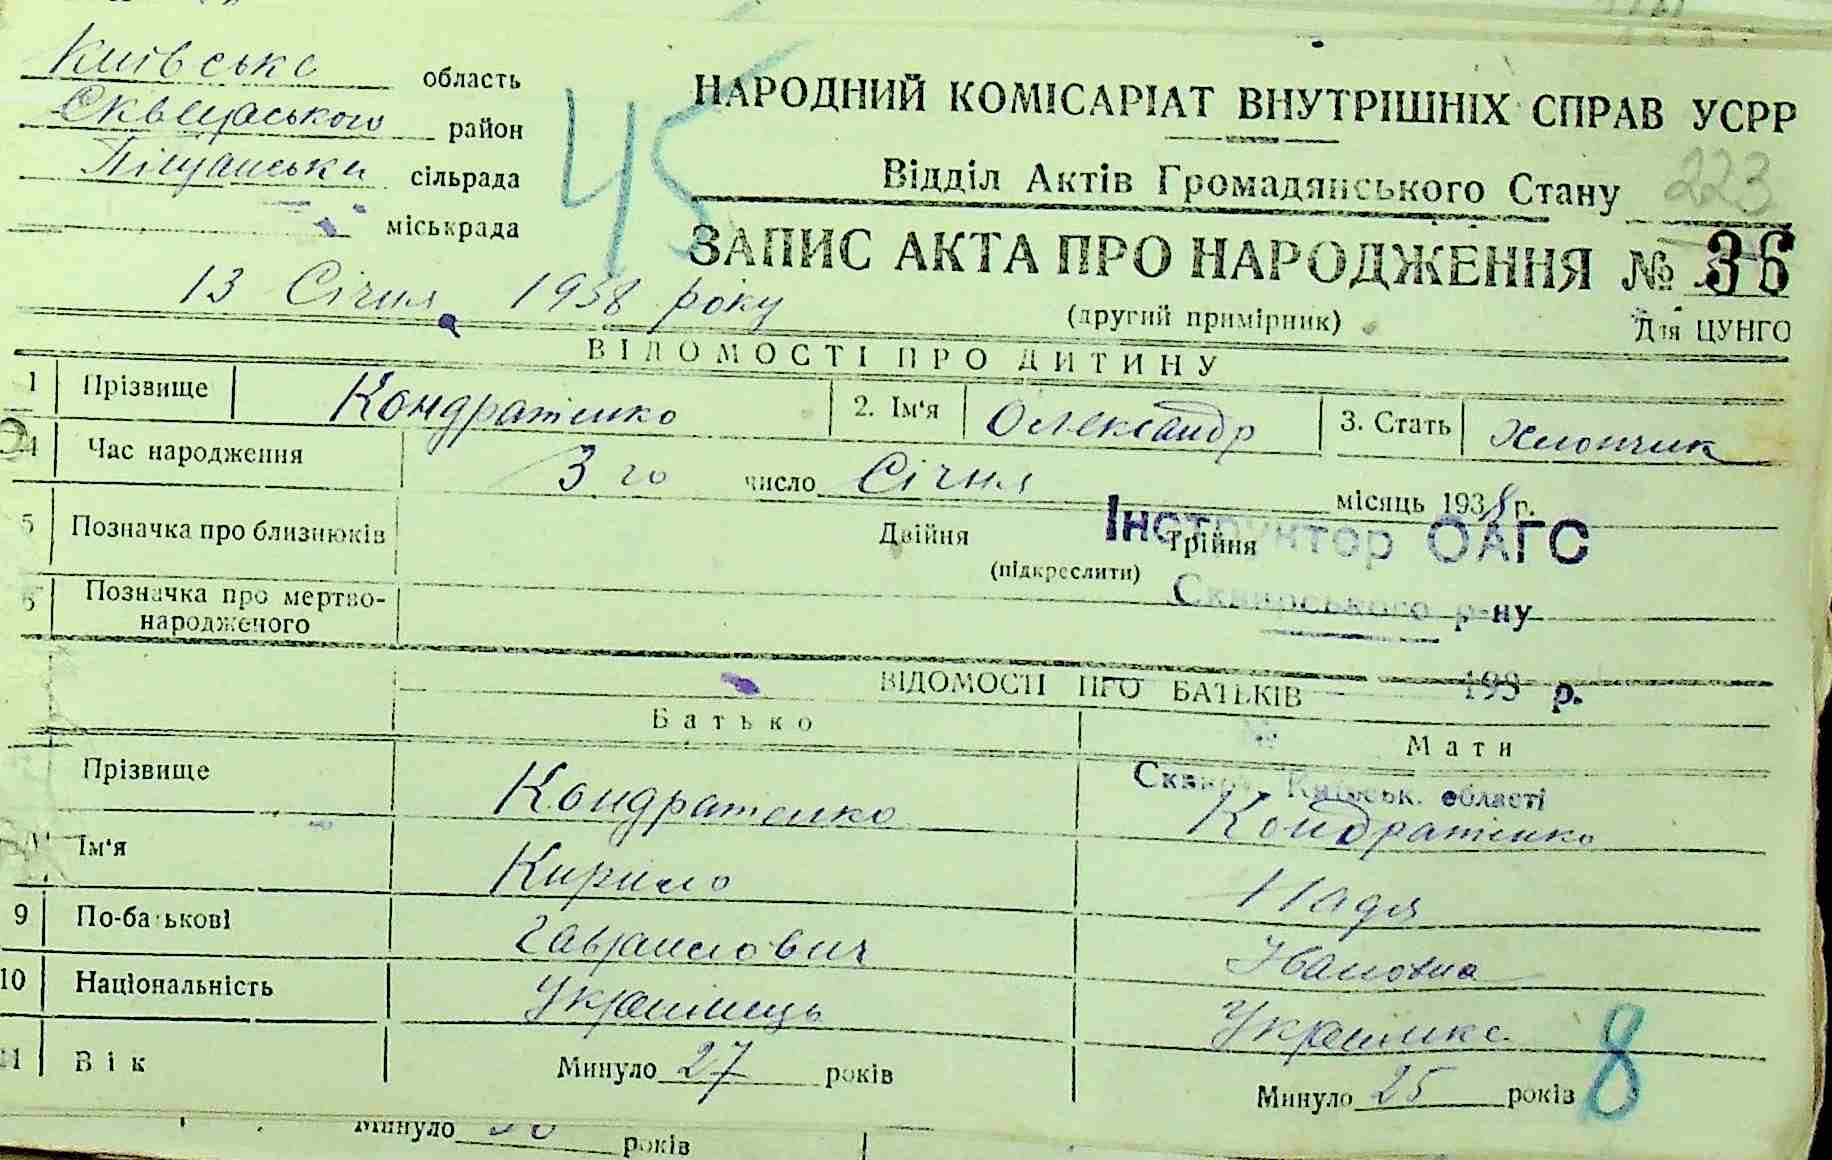 Київська область
Сквирського район
Піщанська сільрада
міськрада
45
НАРОДНИЙ КОМІСАРІАТ ВНУТРІШНІХ СПРАВ УСРР
Відділ Актів Громадянського Стану 223
ЗАПИС АКТА ПРО НАРОДЖЕННЯ № 36
13 Січня 1938 року
(другий примірник) Для ЦУНГО
ВІДОМОСТІ ПРО ДИТИНУ
1 Прізвище Кондратенко 2. Ім'я Олександр 3. Стать Хлопчик
4 Час народження 3 го число Січня місяць 1938 р.
5 Позначка про близнюків Двійня Трійня
(підкреслити)
Інструктор ОАГС
Сквирського р-ну
6 Позначка про мертво-
народженого
193 р.
ВІДОМОСТІ ПРО БАТЬКІВ
Батько Мати
Сквира, Київськ. області
Прізвище Кондратенко Кондратенко
Ім'я Кирило Надя
9 По-батькові Гаврилович Ивановна
10 Національність Українець Українка
11 Вік Минуло 27 років Минуло 25 років
8
Минуло років